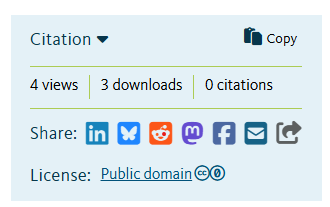 Citation Copy
4 views 3 downloads 0 citations
Share:
License: Public domain